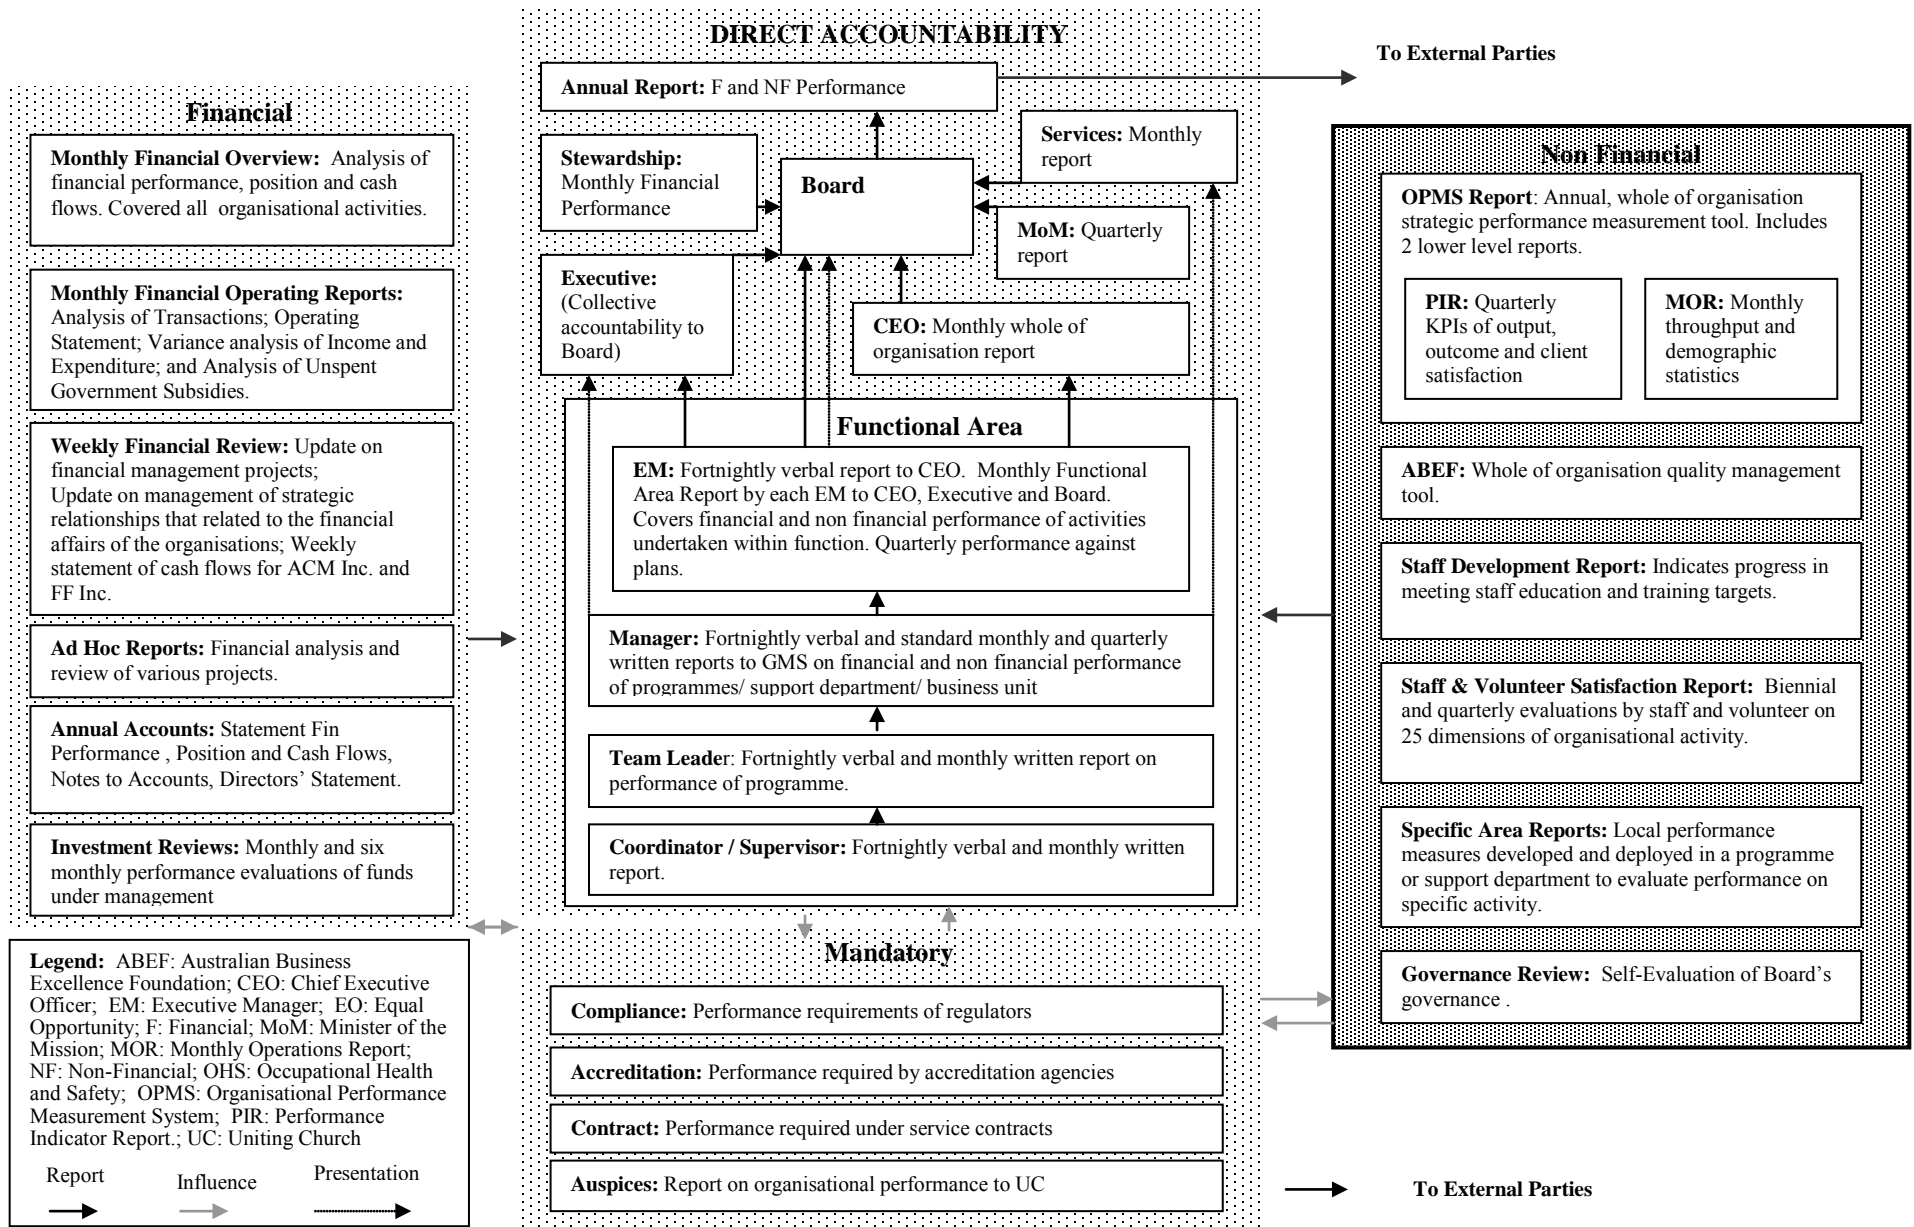 DIRECT ACCOUNTABILITY
To External Parties
Annual Report: F and NF Performance
Stewardship:
Monthly Financial
Performance
Board
Services: Monthly
report
MoM: Quarterly
report
Executive:
(Collective
accountability to
Board)
CEO: Monthly whole of
organisation report
Functional Area
EM: Fortnightly verbal report to CEO. Monthly Functional
Area Report by each EM to CEO, Executive and Board.
Covers financial and non financial performance of activities
undertaken within function. Quarterly performance against
plans.
Manager: Fortnightly verbal and standard monthly and quarterly
written reports to GMS on financial and non financial performance
of programmes/ support department/ business unit
Team Leader: Fortnightly verbal and monthly written report on
performance of programme.
Coordinator / Supervisor: Fortnightly verbal and monthly written
report.
Financial
Monthly Financial Overview: Analysis of
financial performance, position and cash
flows. Covered all organisational activities.
Monthly Financial Operating Reports:
Analysis of Transactions; Operating
Statement; Variance analysis of Income and
Expenditure; and Analysis of Unspent
Government Subsidies.
Weekly Financial Review: Update on
financial management projects;
Update on management of strategic
relationships that related to the financial
affairs of the organisations; Weekly
statement of cash flows for ACM Inc. and
FF Inc.
Ad Hoc Reports: Financial analysis and
review of various projects.
Annual Accounts: Statement Fin
Performance , Position and Cash Flows,
Notes to Accounts, Directors' Statement.
Investment Reviews: Monthly and six
monthly performance evaluations of funds
under management
Non Financial
OPMS Report: Annual, whole of organisation
strategic performance measurement tool. Includes
2 lower level reports.
PIR: Quarterly
KPIs of output,
outcome and client
satisfaction
MOR: Monthly
throughput and
demographic
statistics
ABEF: Whole of organisation quality management
tool.
Staff Development Report: Indicates progress in
meeting staff education and training targets.
Staff & Volunteer Satisfaction Report: Biennial
and quarterly evaluations by staff and volunteer on
25 dimensions of organisational activity.
Specific Area Reports: Local performance
measures developed and deployed in a programme
or support department to evaluate performance on
specific activity.
Governance Review: Self-Evaluation of Board's
governance .
Mandatory
Compliance: Performance requirements of regulators
Accreditation: Performance required by accreditation agencies
Contract: Performance required under service contracts
Auspices: Report on organisational performance to UC
To External Parties
Legend: ABEF: Australian Business
Excellence Foundation; CEO: Chief Executive
Officer; EM: Executive Manager; EO: Equal
Opportunity; F: Financial; MoM: Minister of the
Mission; MOR: Monthly Operations Report;
NF: Non-Financial; OHS: Occupational Health
and Safety; OPMS: Organisational Performance
Measurement System; PIR: Performance
Indicator Report.; UC: Uniting Church
Report
Influence
Presentation